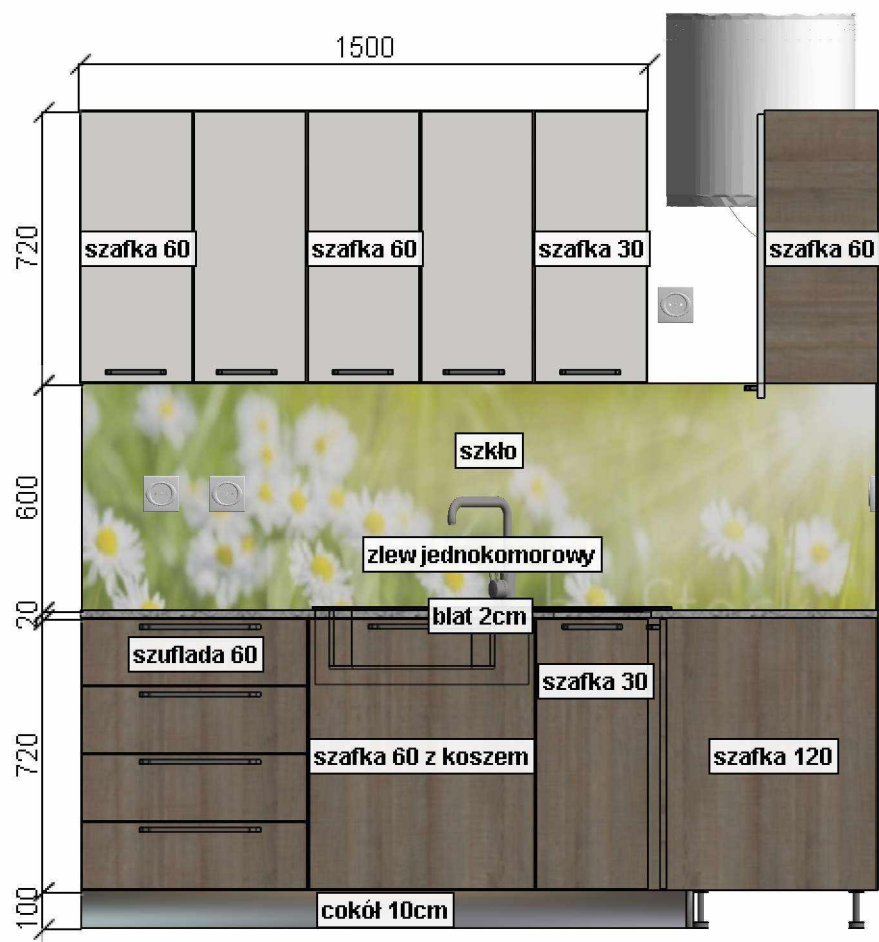 1500
720
szafka 60
szafka 60
szafka 30
szafka 60
szkło
600
zlew jednokomorowy
20
blat 2cm
szuflada 60
szafka 30
720
szafka 60 z koszem
szafka 120
100
cokół 10cm